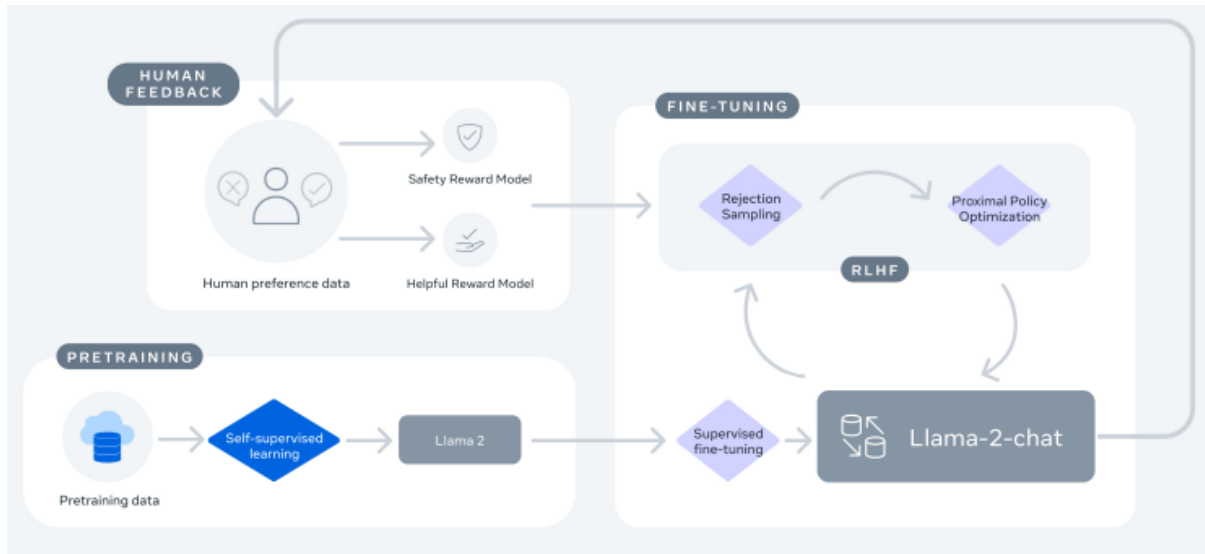 HUMAN
FEEDBACK
Human preference data
Safety Reward Model
Helpful Reward Model
FINE-TUNING
Rejection
Sampling
Proximal Policy
Optimization
RLHF
PRETRAINING
Pretraining data
Self-supervised
learning
Llama 2
Supervised
fine-tuning
Llama-2-chat